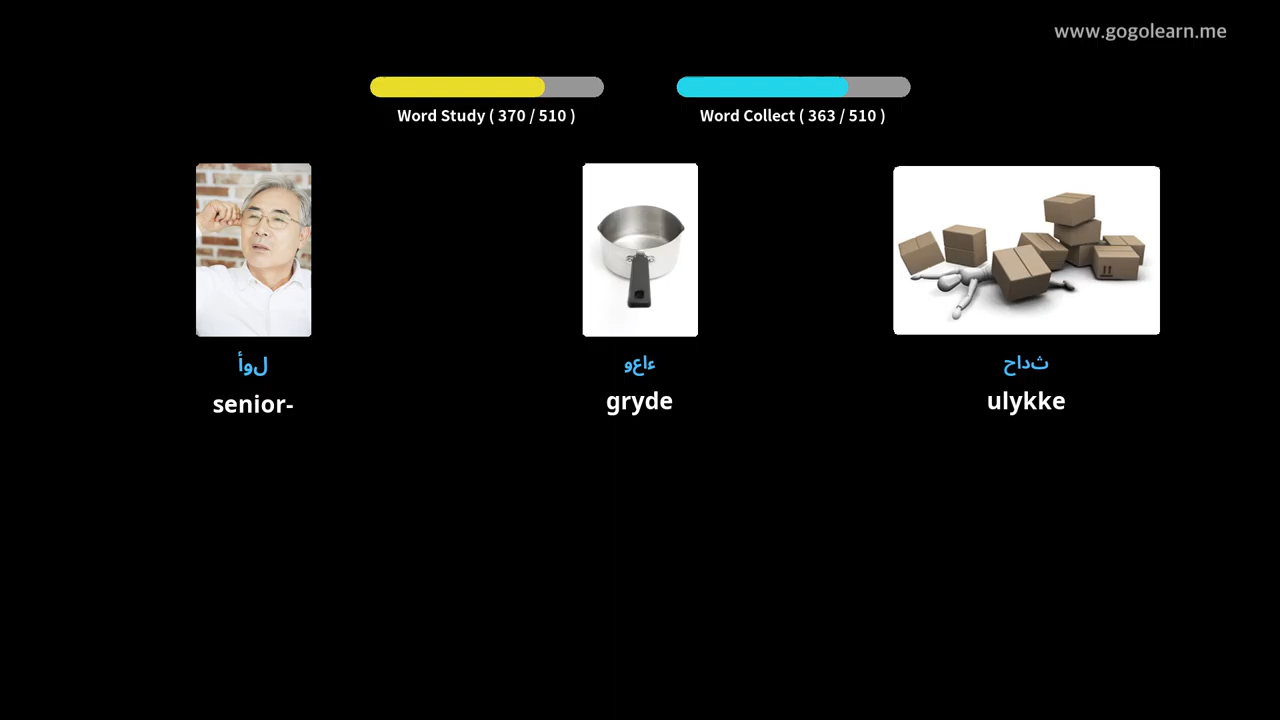 www.gogolearn.me
Word Study ( 370 / 510 )
Word Collect ( 363 / 510 )
لوأ
senior-
ءاعو
gryde
ثداح
ulykke